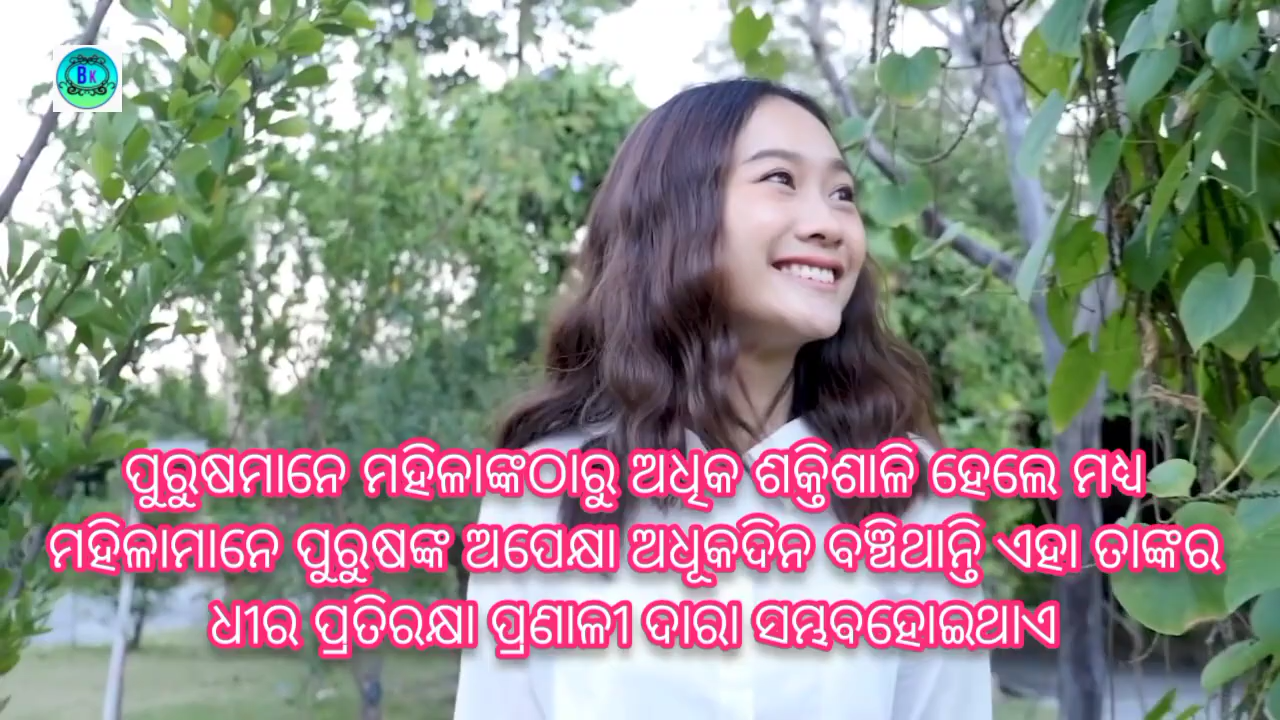 BK
ପୁରୁଷମାନେ ମହିଳାଙ୍କଠାରୁ ଅଧିକ ଶକ୍ତିଶାଳି ହେଲେ ମଧ୍ୟ
ମହିଳାମାନେ ପୁରୁଷଙ୍କ ଅପେକ୍ଷା ଅଧୂକଦିନ ବଞ୍ଚିଥାନ୍ତି ଏହା ତାଙ୍କର
ଧୀର ପ୍ରତିରକ୍ଷା ପ୍ରଣାଳୀ ଦାରା ସମ୍ଭବହୋଇଥାଏ